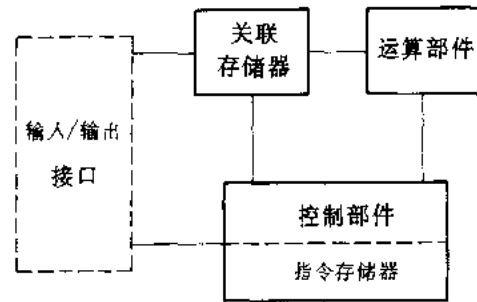 关联
存储器
运算部件
输入/输出
接口
控制部件
指令存储器